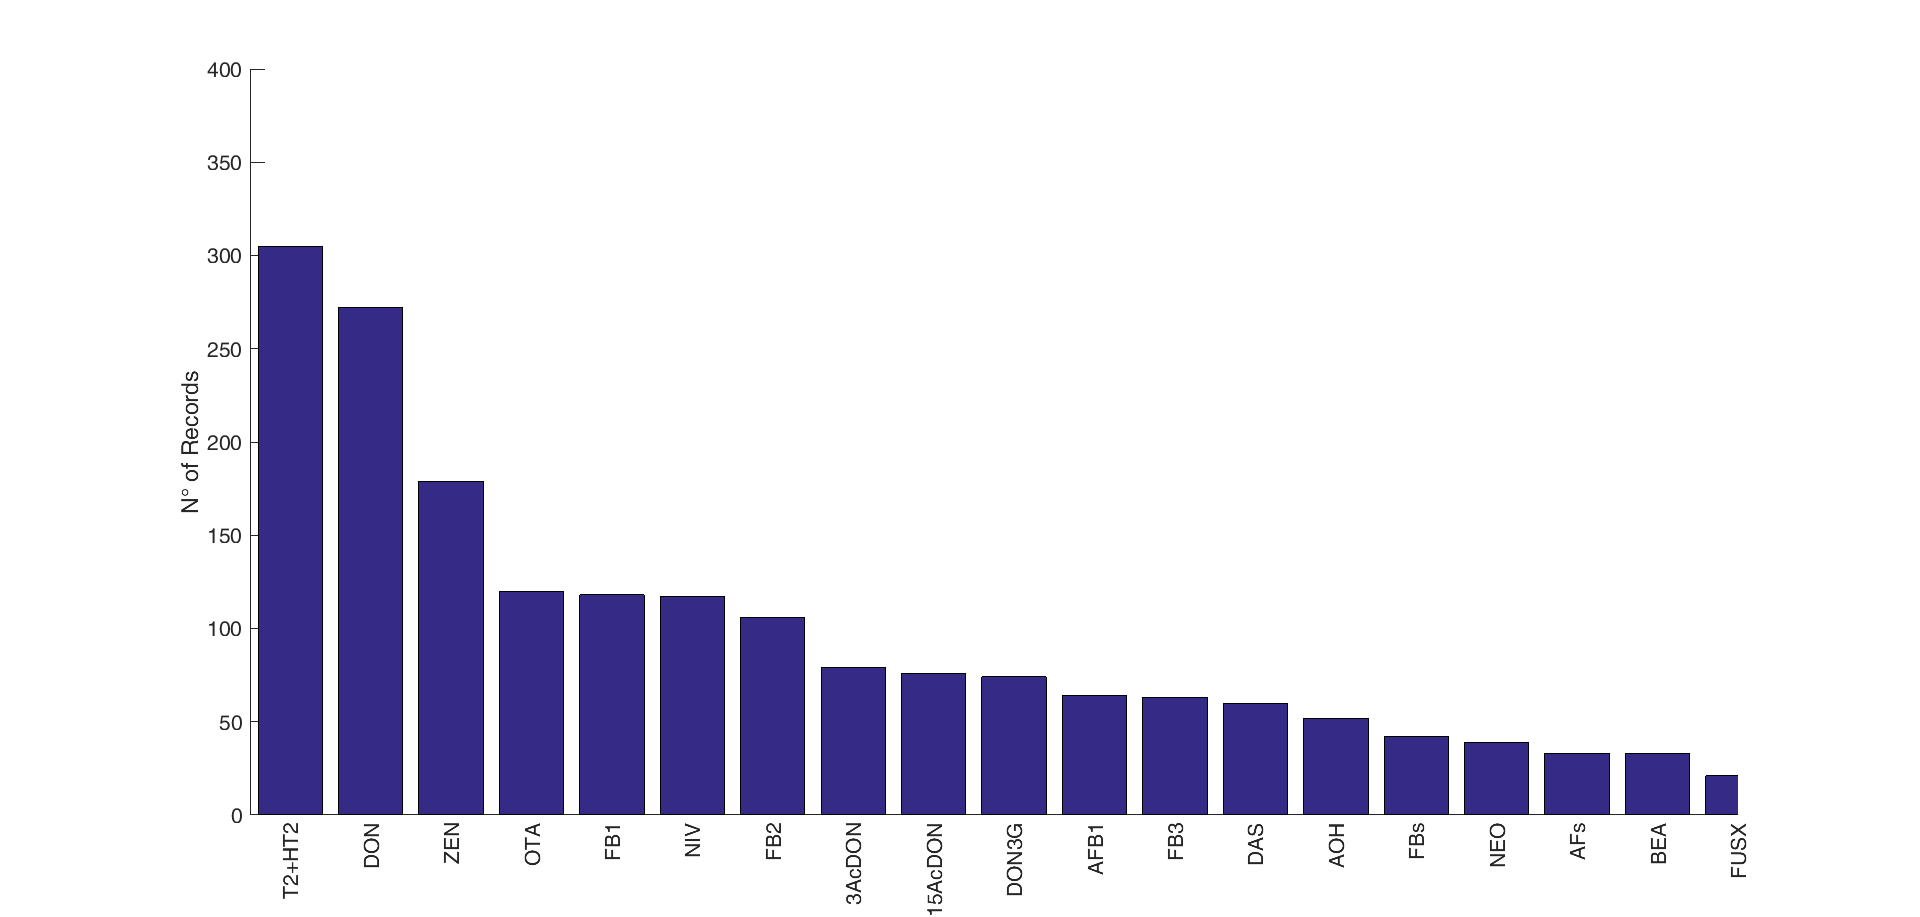 400
350
300
250
200
150
100
50
0
N° of Records
T2+HT2
DON
ZEN
OTA
FB1
NIV
FB2
3AcDON
15AcDON
DON3G
AFB1
FB3
DAS
AOH
FBs
NEO
AFs
BEA
FUSX